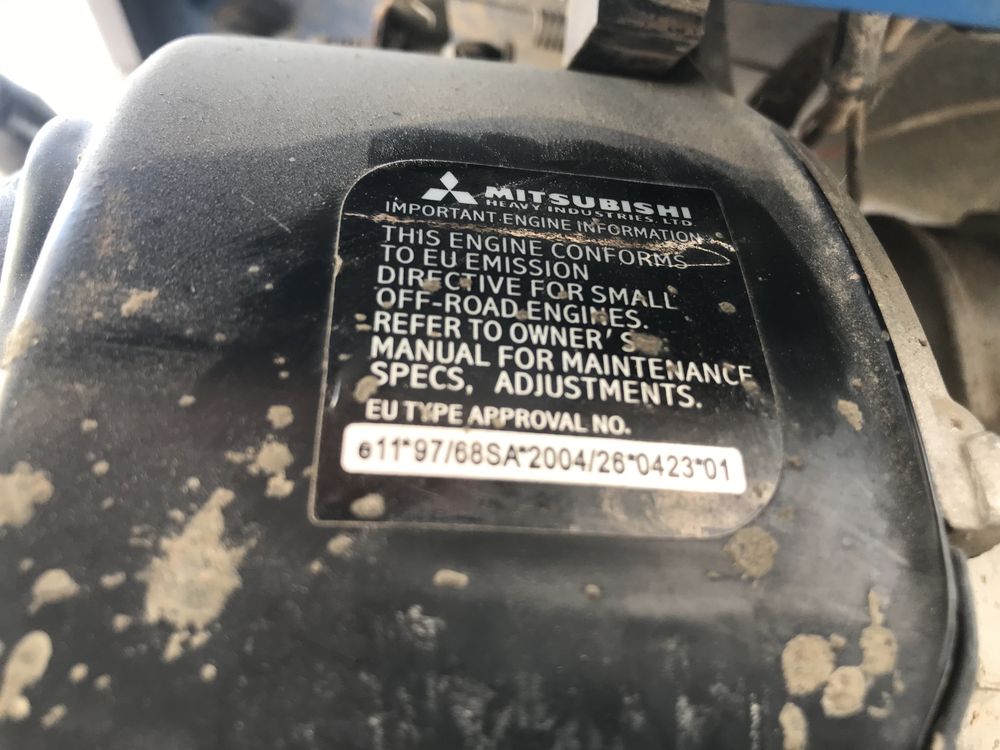 MITSUBISHI
HEAVY INDUSTRIES, LTD.
IMPORTANT ENGINE INFORMATION
THIS ENGINE CONFORMS
TO EU EMISSION
DIRECTIVE FOR SMALL
OFF-ROAD ENGINES.
REFER TO OWNER'S
MANUAL FOR MAINTENANCE
SPECS, ADJUSTMENTS.
EU TYPE APPROVAL NO.
e11*97/68SA*2004/26*0423*01